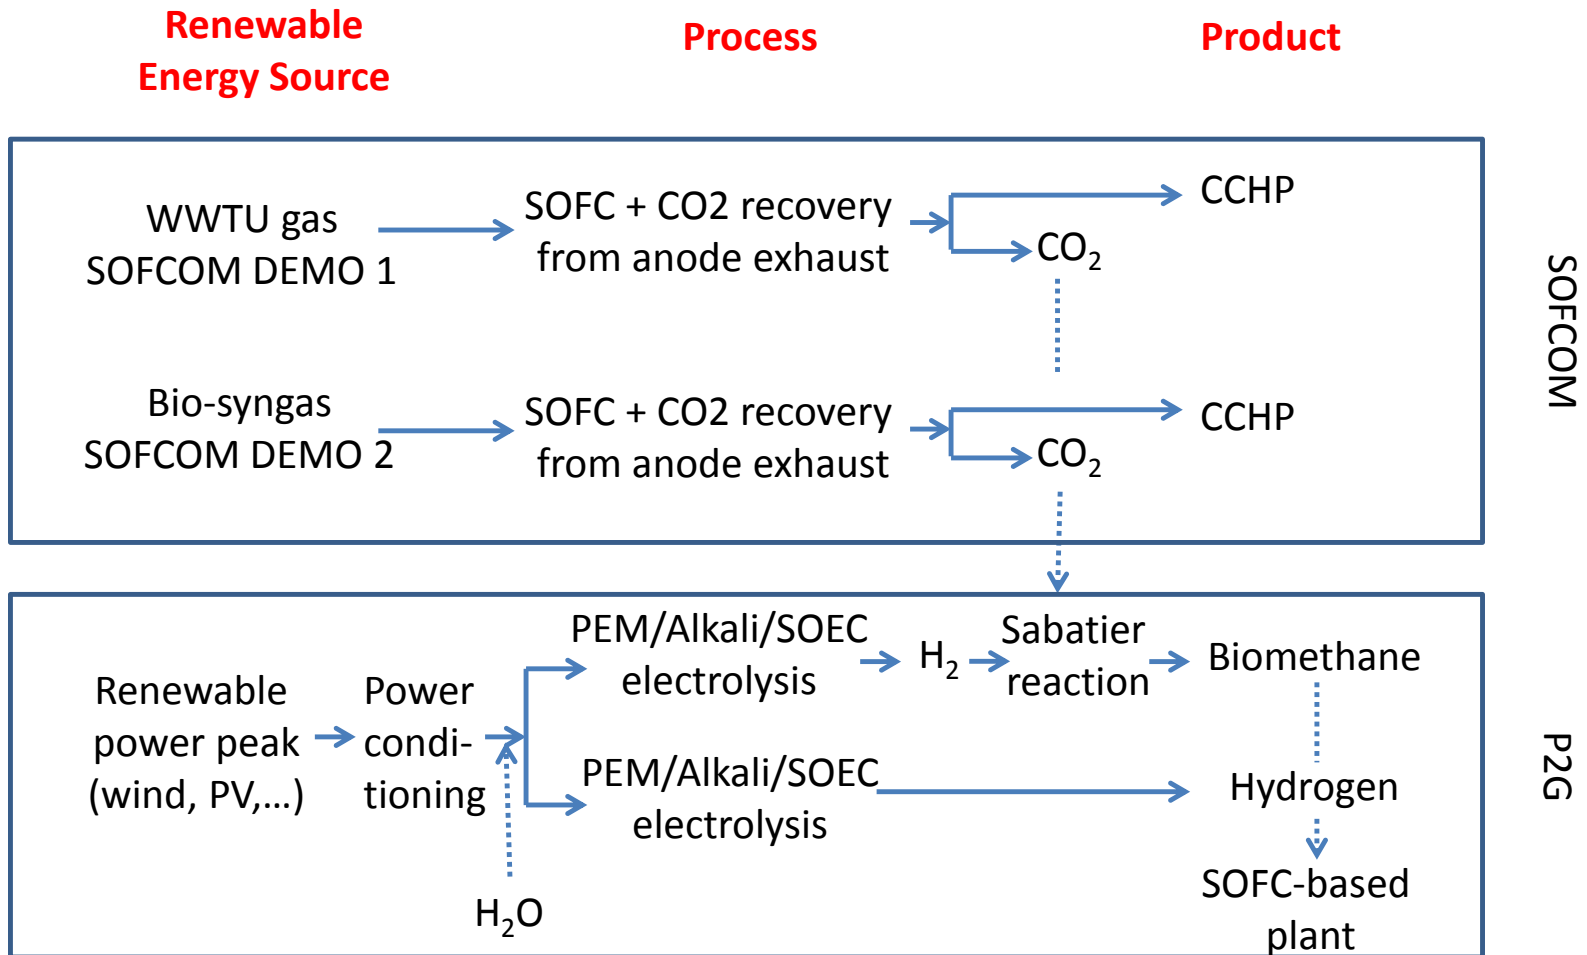 Renewable
Energy Source
Process
Product
WWTU gas
SOFCOM DEMO 1
SOFC + CO2 recovery
from anode exhaust
CCHP
CO₂
Bio-syngas
SOFCOM DEMO 2
SOFC + CO2 recovery
from anode exhaust
CCHP
CO₂
SOFCOM
Renewable
power peak
(wind, PV,...)
Power
condi-
tioning
H₂O
PEM/Alkali/SOEC
electrolysis
H₂
Sabatier
reaction
Biomethane
PEM/Alkali/SOEC
electrolysis
Hydrogen
SOFC-based
plant
P2G